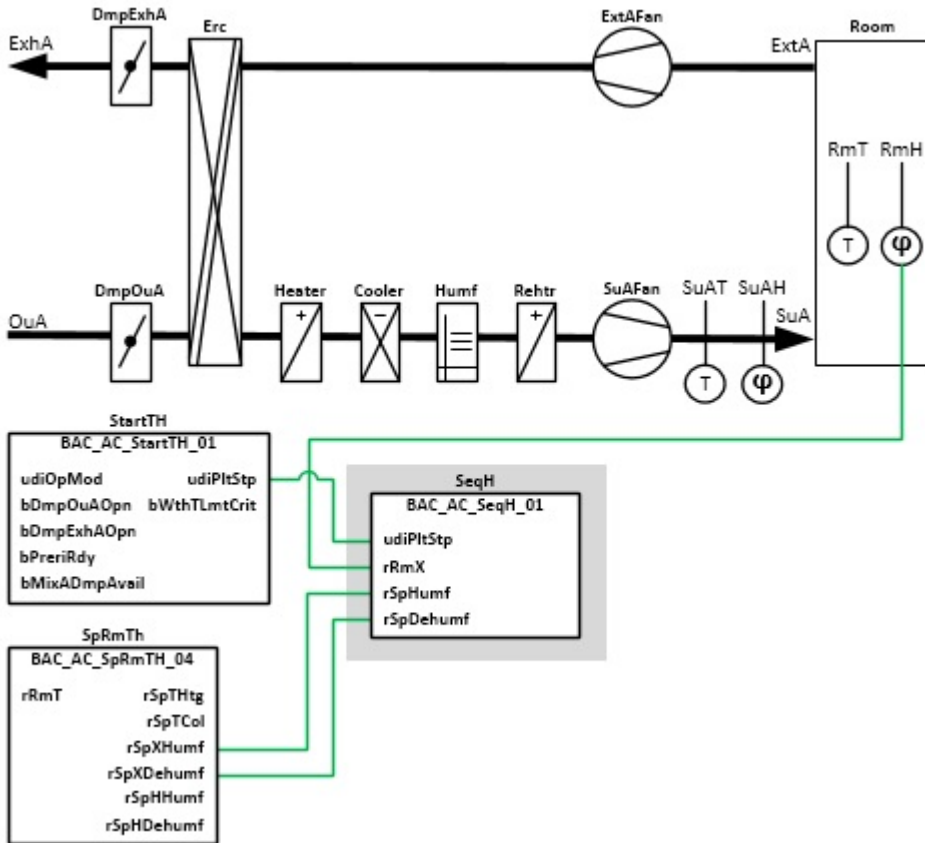 DmpExhA
Erc
ExtAFan
Room
ExhA
ExtA
RmT RmH
T
φ
DmpOuA
Heater
Cooler
Humf
Rehtr
SuAFan
SuAT SuAH
OuA
+
−
+
SuA
T
φ
StartTH
BAC_AC_StartTH_01
udiOpMod udiPltStp
bDmpOuAOpn bWthTLmtCrit
bDmpExhAOpn
bPreriRdy
bMixADmpAvail
SeqH
BAC_AC_SeqH_01
udiPltStp
rRmX
rSpHumf
rSpDehumf
SpRmTh
BAC_AC_SpRmTH_04
rRmT rSpTHtg
rSpTCol
rSpXHumf
rSpXDehumf
rSpHHumf
rSpHDehumf